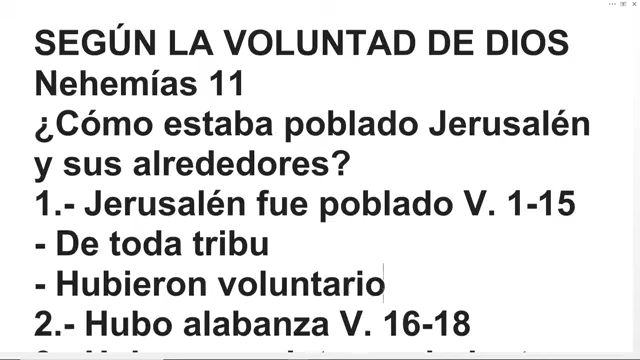 SEGÚN LA VOLUNTAD DE DIOS
Nehemías 11
¿Cómo estaba poblado Jerusalén
y sus alrededores?
1.- Jerusalén fue poblado V. 1-15
- De toda tribu
- Hubieron voluntario
2.- Hubo alabanza V. 16-18